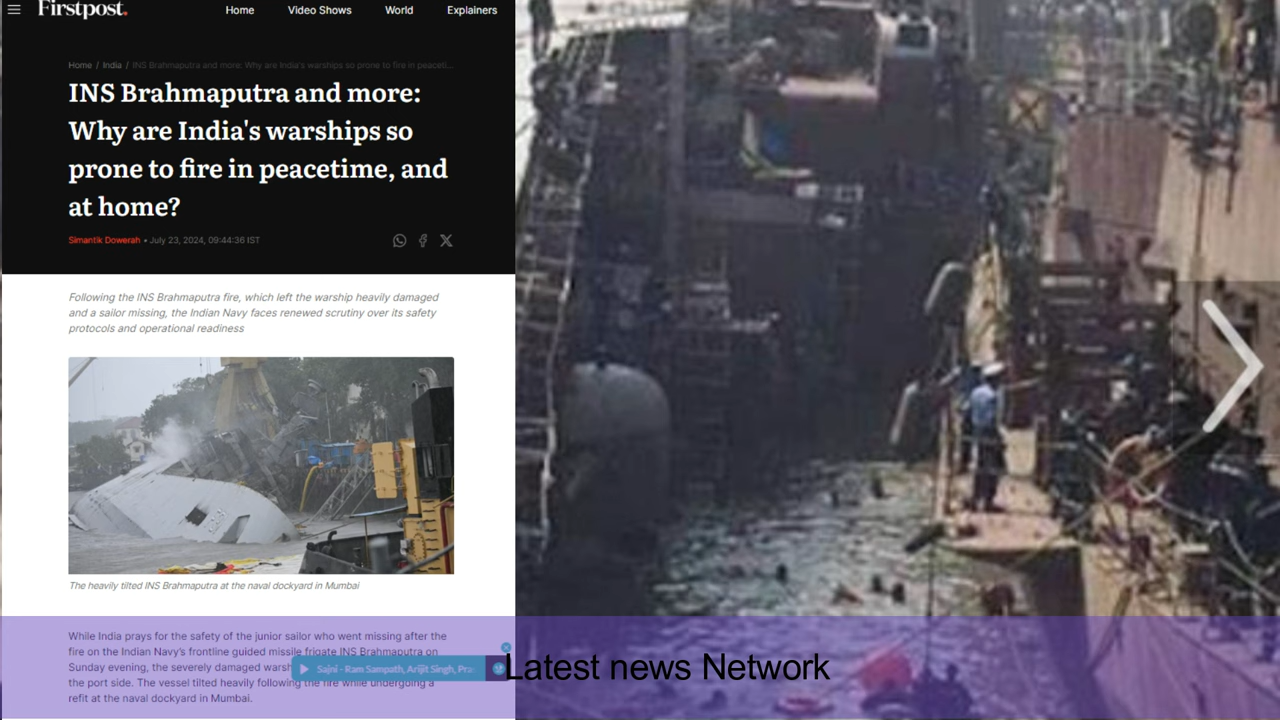 Firstpost.
Home Video Shows World Explainers
Home / India / INS Brahmaputra and more: Why are India's warships so prone to fire in peaceti...
INS Brahmaputra and more:
Why are India's warships so
prone to fire in peacetime, and
at home?
Simantik Dowerah • July 23, 2024, 09:44:36 IST
Following the INS Brahmaputra fire, which left the warship heavily damaged
and a sailor missing, the Indian Navy faces renewed scrutiny over its safety
protocols and operational readiness
The heavily tilted INS Brahmaputra at the naval dockyard in Mumbai
While India prays for the safety of the junior sailor who went missing after the
fire on the Indian Navy's frontline guided missile frigate INS Brahmaputra on
Sunday evening, the severely damaged warsh
the port side. The vessel tilted heavily following the fire while undergoing a
refit at the naval dockyard in Mumbai.
Sajni - Ram Sampath, Arijit Singh, Pra
Latest news Network